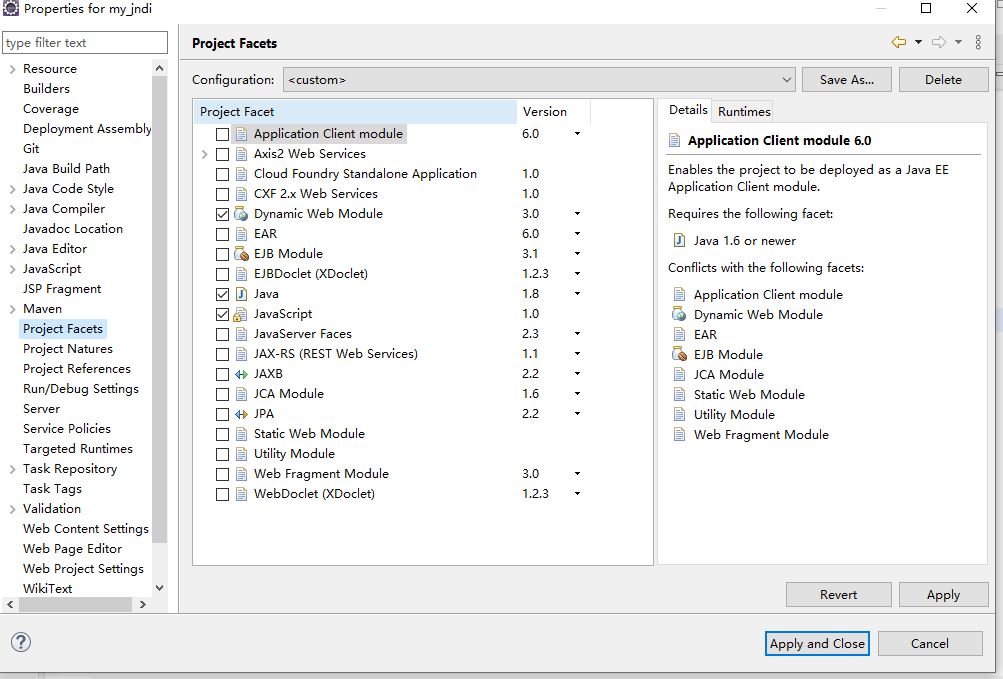 Properties for my_jndi
type filter text
Resource
Builders
Coverage
Deployment Assembly
Git
Java Build Path
Java Code Style
Java Compiler
Javadoc Location
Java Editor
JavaScript
JSP Fragment
Maven
Project Facets
Project Natures
Project References
Run/Debug Settings
Server
Service Policies
Targeted Runtimes
Task Repository
Task Tags
Validation
Web Content Settings
Web Page Editor
Web Project Settings
WikiText
Project Facets
Configuration: <custom> Save As... Delete
Project Facet Version
Application Client module 6.0
Axis2 Web Services
Cloud Foundry Standalone Application 1.0
CXF 2.x Web Services 1.0
Dynamic Web Module 3.0
EAR 6.0
EJB Module 3.1
EJBDoclet (XDoclet) 1.2.3
Java 1.8
JavaScript 1.0
JavaServer Faces 2.3
JAX-RS (REST Web Services) 1.1
JAXB 2.2
JCA Module 1.6
JPA 2.2
Static Web Module
Utility Module
Web Fragment Module 3.0
WebDoclet (XDoclet) 1.2.3
Details Runtimes
Application Client module 6.0
Enables the project to be deployed as a Java EE
Application Client module.
Requires the following facet:
Java 1.6 or newer
Conflicts with the following facets:
Application Client module
Dynamic Web Module
EAR
EJB Module
JCA Module
Static Web Module
Utility Module
Web Fragment Module
Revert Apply
? Apply and Close Cancel